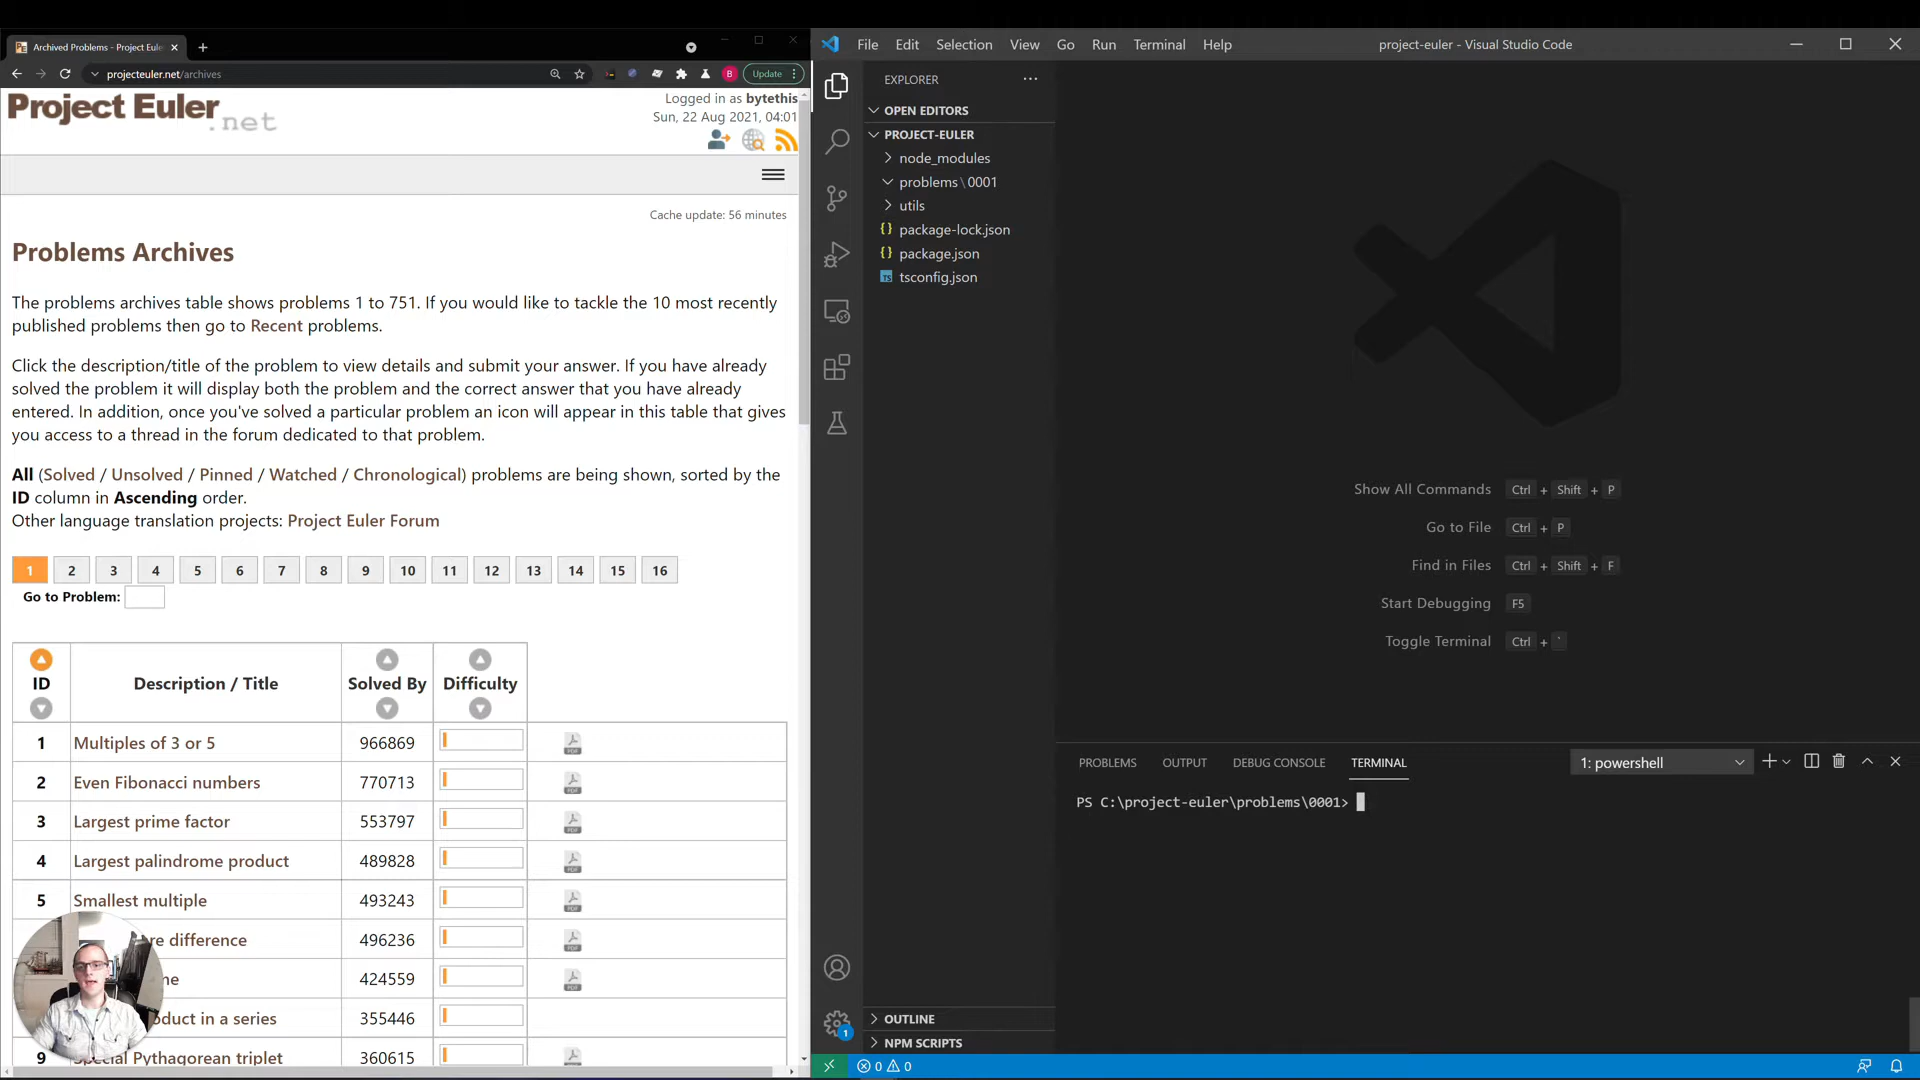 Archived Problems - Project Eule
projecteuler.net/archives
B
Update
Project Euler
.net
Logged in as bytethis
Sun, 22 Aug 2021, 04:01
Cache update: 56 minutes
Problems Archives
The problems archives table shows problems 1 to 751. If you would like to tackle the 10 most recently
published problems then go to Recent problems.
Click the description/title of the problem to view details and submit your answer. If you have already
solved the problem it will display both the problem and the correct answer that you have already
entered. In addition, once you've solved a particular problem an icon will appear in this table that gives
you access to a thread in the forum dedicated to that problem.
All (Solved / Unsolved / Pinned / Watched / Chronological) problems are being shown, sorted by the
ID column in Ascending order.
Other language translation projects: Project Euler Forum
1 2 3 4 5 6 7 8 9 10 11 12 13 14 15 16
Go to Problem:
ID Description / Title Solved By Difficulty
1 Multiples of 3 or 5 966869
2 Even Fibonacci numbers 770713
3 Largest prime factor 553797
4 Largest palindrome product 489828
5 Smallest multiple 493243
re difference 496236
ne 424559
oduct in a series 355446
9 Special Pythagorean triplet 360615
File Edit Selection View Go Run Terminal Help
project-euler - Visual Studio Code
EXPLORER
OPEN EDITORS
PROJECT-EULER
node_modules
problems\0001
utils
{} package-lock.json
{} package.json
TS tsconfig.json
OUTLINE
NPM SCRIPTS
1
Show All Commands Ctrl + Shift + P
Go to File Ctrl + P
Find in Files Ctrl + Shift + F
Start Debugging F5
Toggle Terminal Ctrl + `
PROBLEMS OUTPUT DEBUG CONSOLE TERMINAL
1: powershell
PS C:\project-euler\problems\0001>
0 0